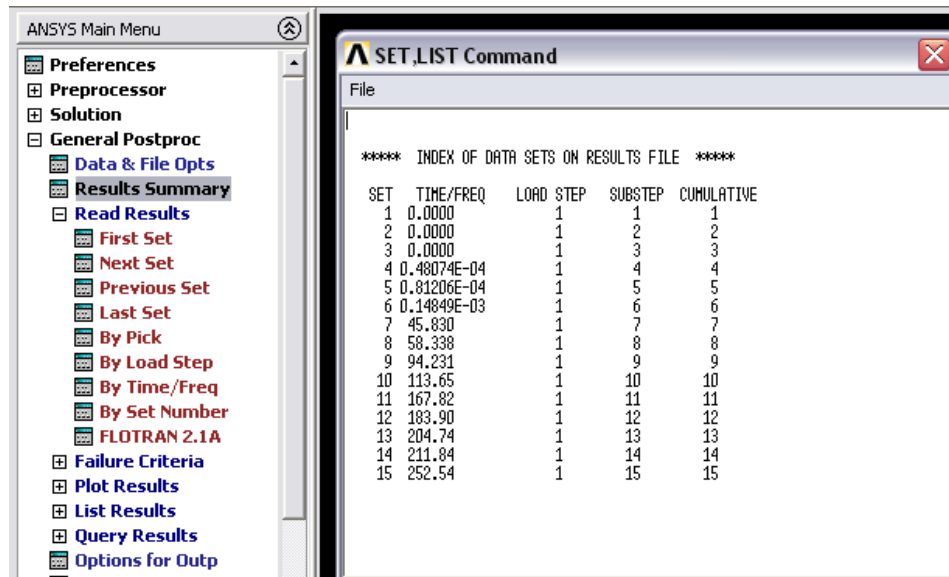 ANSYS Main Menu
Preferences
Preprocessor
Solution
General Postproc
Data & File Opts
Results Summary
Read Results
First Set
Next Set
Previous Set
Last Set
By Pick
By Load Step
By Time/Freq
By Set Number
FLOTRAN 2.1A
Failure Criteria
Plot Results
List Results
Query Results
Options for Outp
SET,LIST Command
File
***** INDEX OF DATA SETS ON RESULTS FILE *****
SET TIME/FREQ LOAD STEP SUBSTEP CUMULATIVE
1 0.0000 1 1 1
2 0.0000 1 2 2
3 0.0000 1 3 3
4 0.48074E-04 1 4 4
5 0.81206E-04 1 5 5
6 0.14849E-03 1 6 6
7 45.830 1 7 7
8 58.338 1 8 8
9 94.231 1 9 9
10 113.65 1 10 10
11 167.82 1 11 11
12 183.90 1 12 12
13 204.74 1 13 13
14 211.84 1 14 14
15 252.54 1 15 15